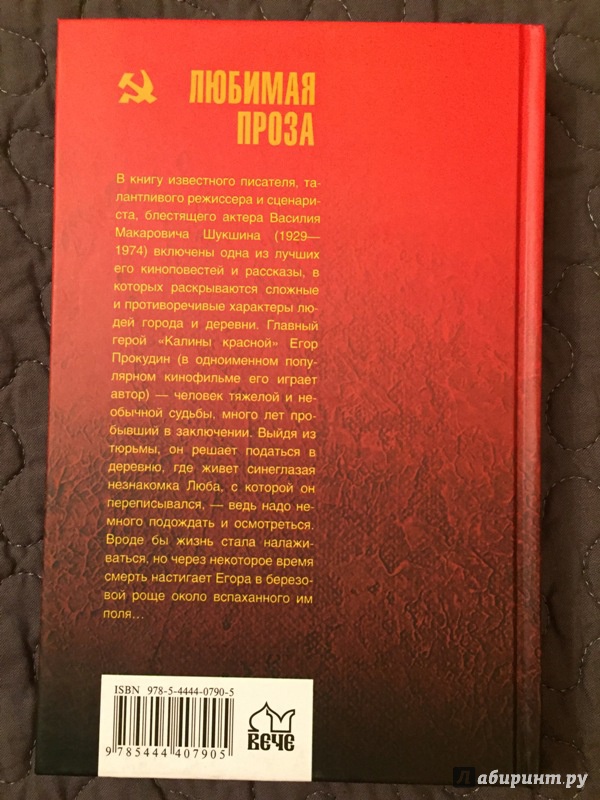 ЛЮБИМАЯ
ПРОЗА
В книгу известного писателя, та-
лантливого режиссера и сценари-
ста, блестящего актера Василия
Макаровича Шукшина (1929—
1974) включены одна из лучших
его киноповестей и рассказы, в
которых раскрываются сложные
и противоречивые характеры лю-
дей города и деревни. Главный
герой «Калины красной» Егор
Прокудин (в одноименном попу-
лярном кинофильме его играет
автор) — человек тяжелой и не-
обычной судьбы, много лет про-
бывший в заключении. Выйдя из
тюрьмы, он решает податься в
деревню, где живет синеглазая
незнакомка Люба, с которой он
переписывался, — ведь надо не-
много подождать и осмотреться.
Вроде бы жизнь стала налажи-
ваться, но через некоторое время
смерть настигает Егора в березо-
вой роще около вспаханного им
поля...
ISBN 978-5-4444-0790-5
9 785444 407905
ВЕЧЕ
Лабиринт.ру